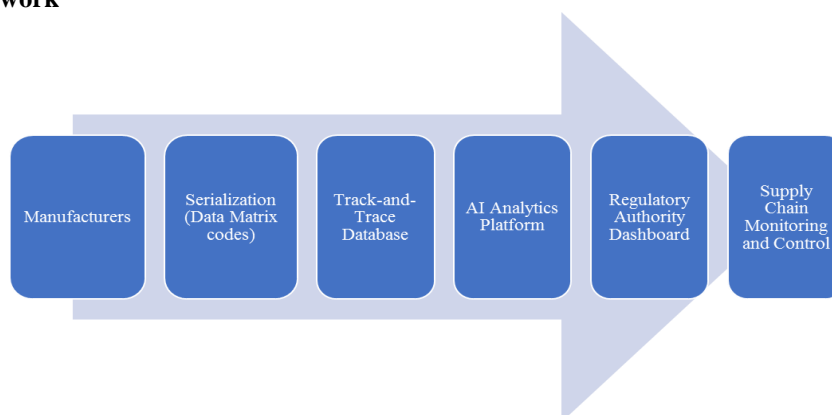 work
Manufacturers
Serialization
(Data Matrix
codes)
Track-and-
Trace
Database
AI Analytics
Platform
Regulatory
Authority
Dashboard
Supply
Chain
Monitoring
and Control